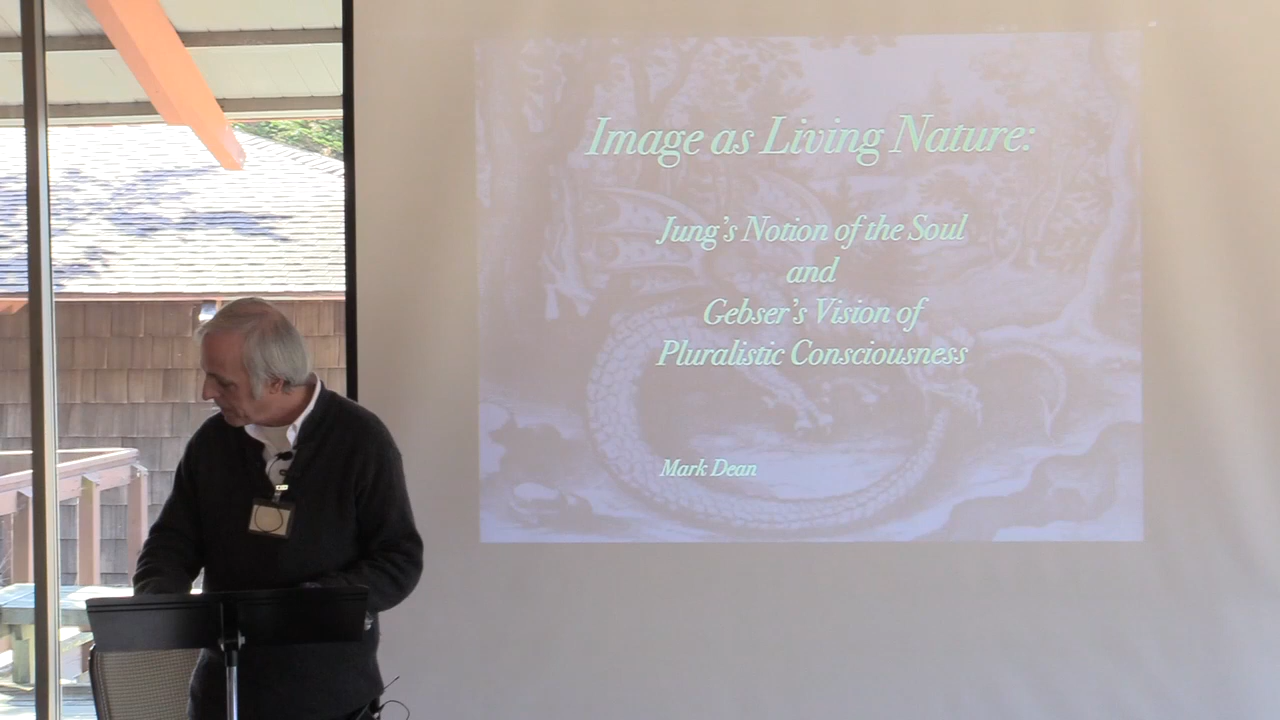 Image as Living Nature:
Jung's Notion of the Soul
and
Gebser's Vision of
Pluralistic Consciousness
Mark Dean